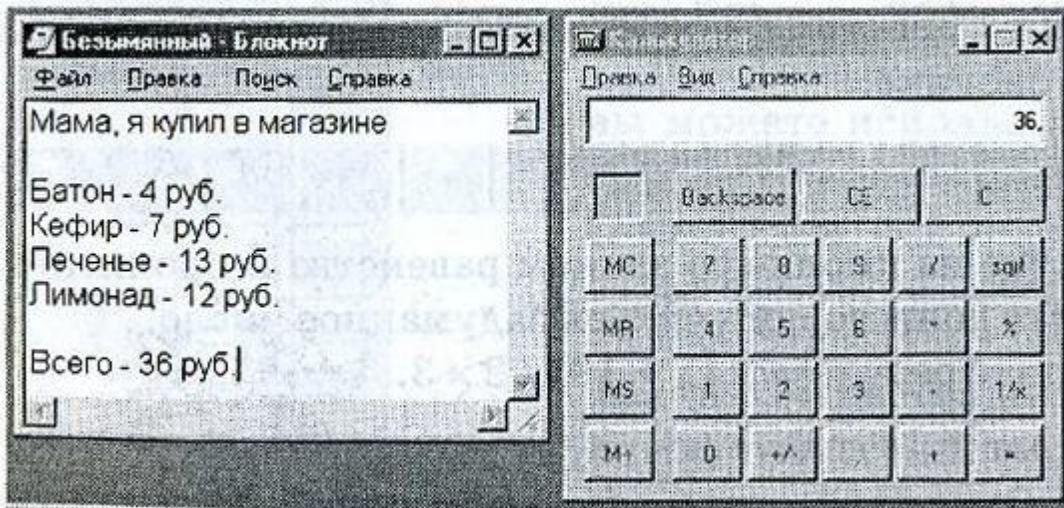 Безымянный - Блокнот
Файл Правка Поиск Справка
Мама, я купил в магазине
Батон - 4 руб.
Кефир - 7 руб.
Печенье - 13 руб.
Лимонад - 12 руб.
Всего - 36 руб.
Калькулятор
Правка Вид Справка
36,
Backspace CE C
MC 7 8 9 / sqrt
MR 4 5 6 * %
MS 1 2 3 - 1/x
M+ 0 +/- , + =